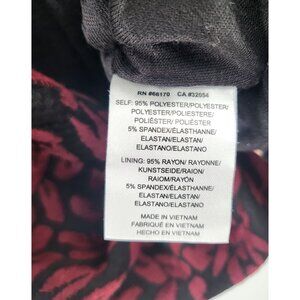 RN #66170 CA #32054
SELF: 95% POLYESTER/POLYESTER/
POLYESTER/POLIESTERE/
POLIÉSTER/POLIÉSTER
5% SPANDEX/ÉLASTHANNE/
ELASTAN/ELASTAN/
ELASTANO/ELASTANO
LINING: 95% RAYON/ RAYONNE/
KUNSTSEIDE/RAION/
RAIOM/RAYÓN
5% SPANDEX/ÉLASTHANNE/
ELASTAN/ELASTAN/
ELASTANO/ELASTANO
MADE IN VIETNAM
FABRIQUÉ EN VIETNAM
HECHO EN VIETNAM